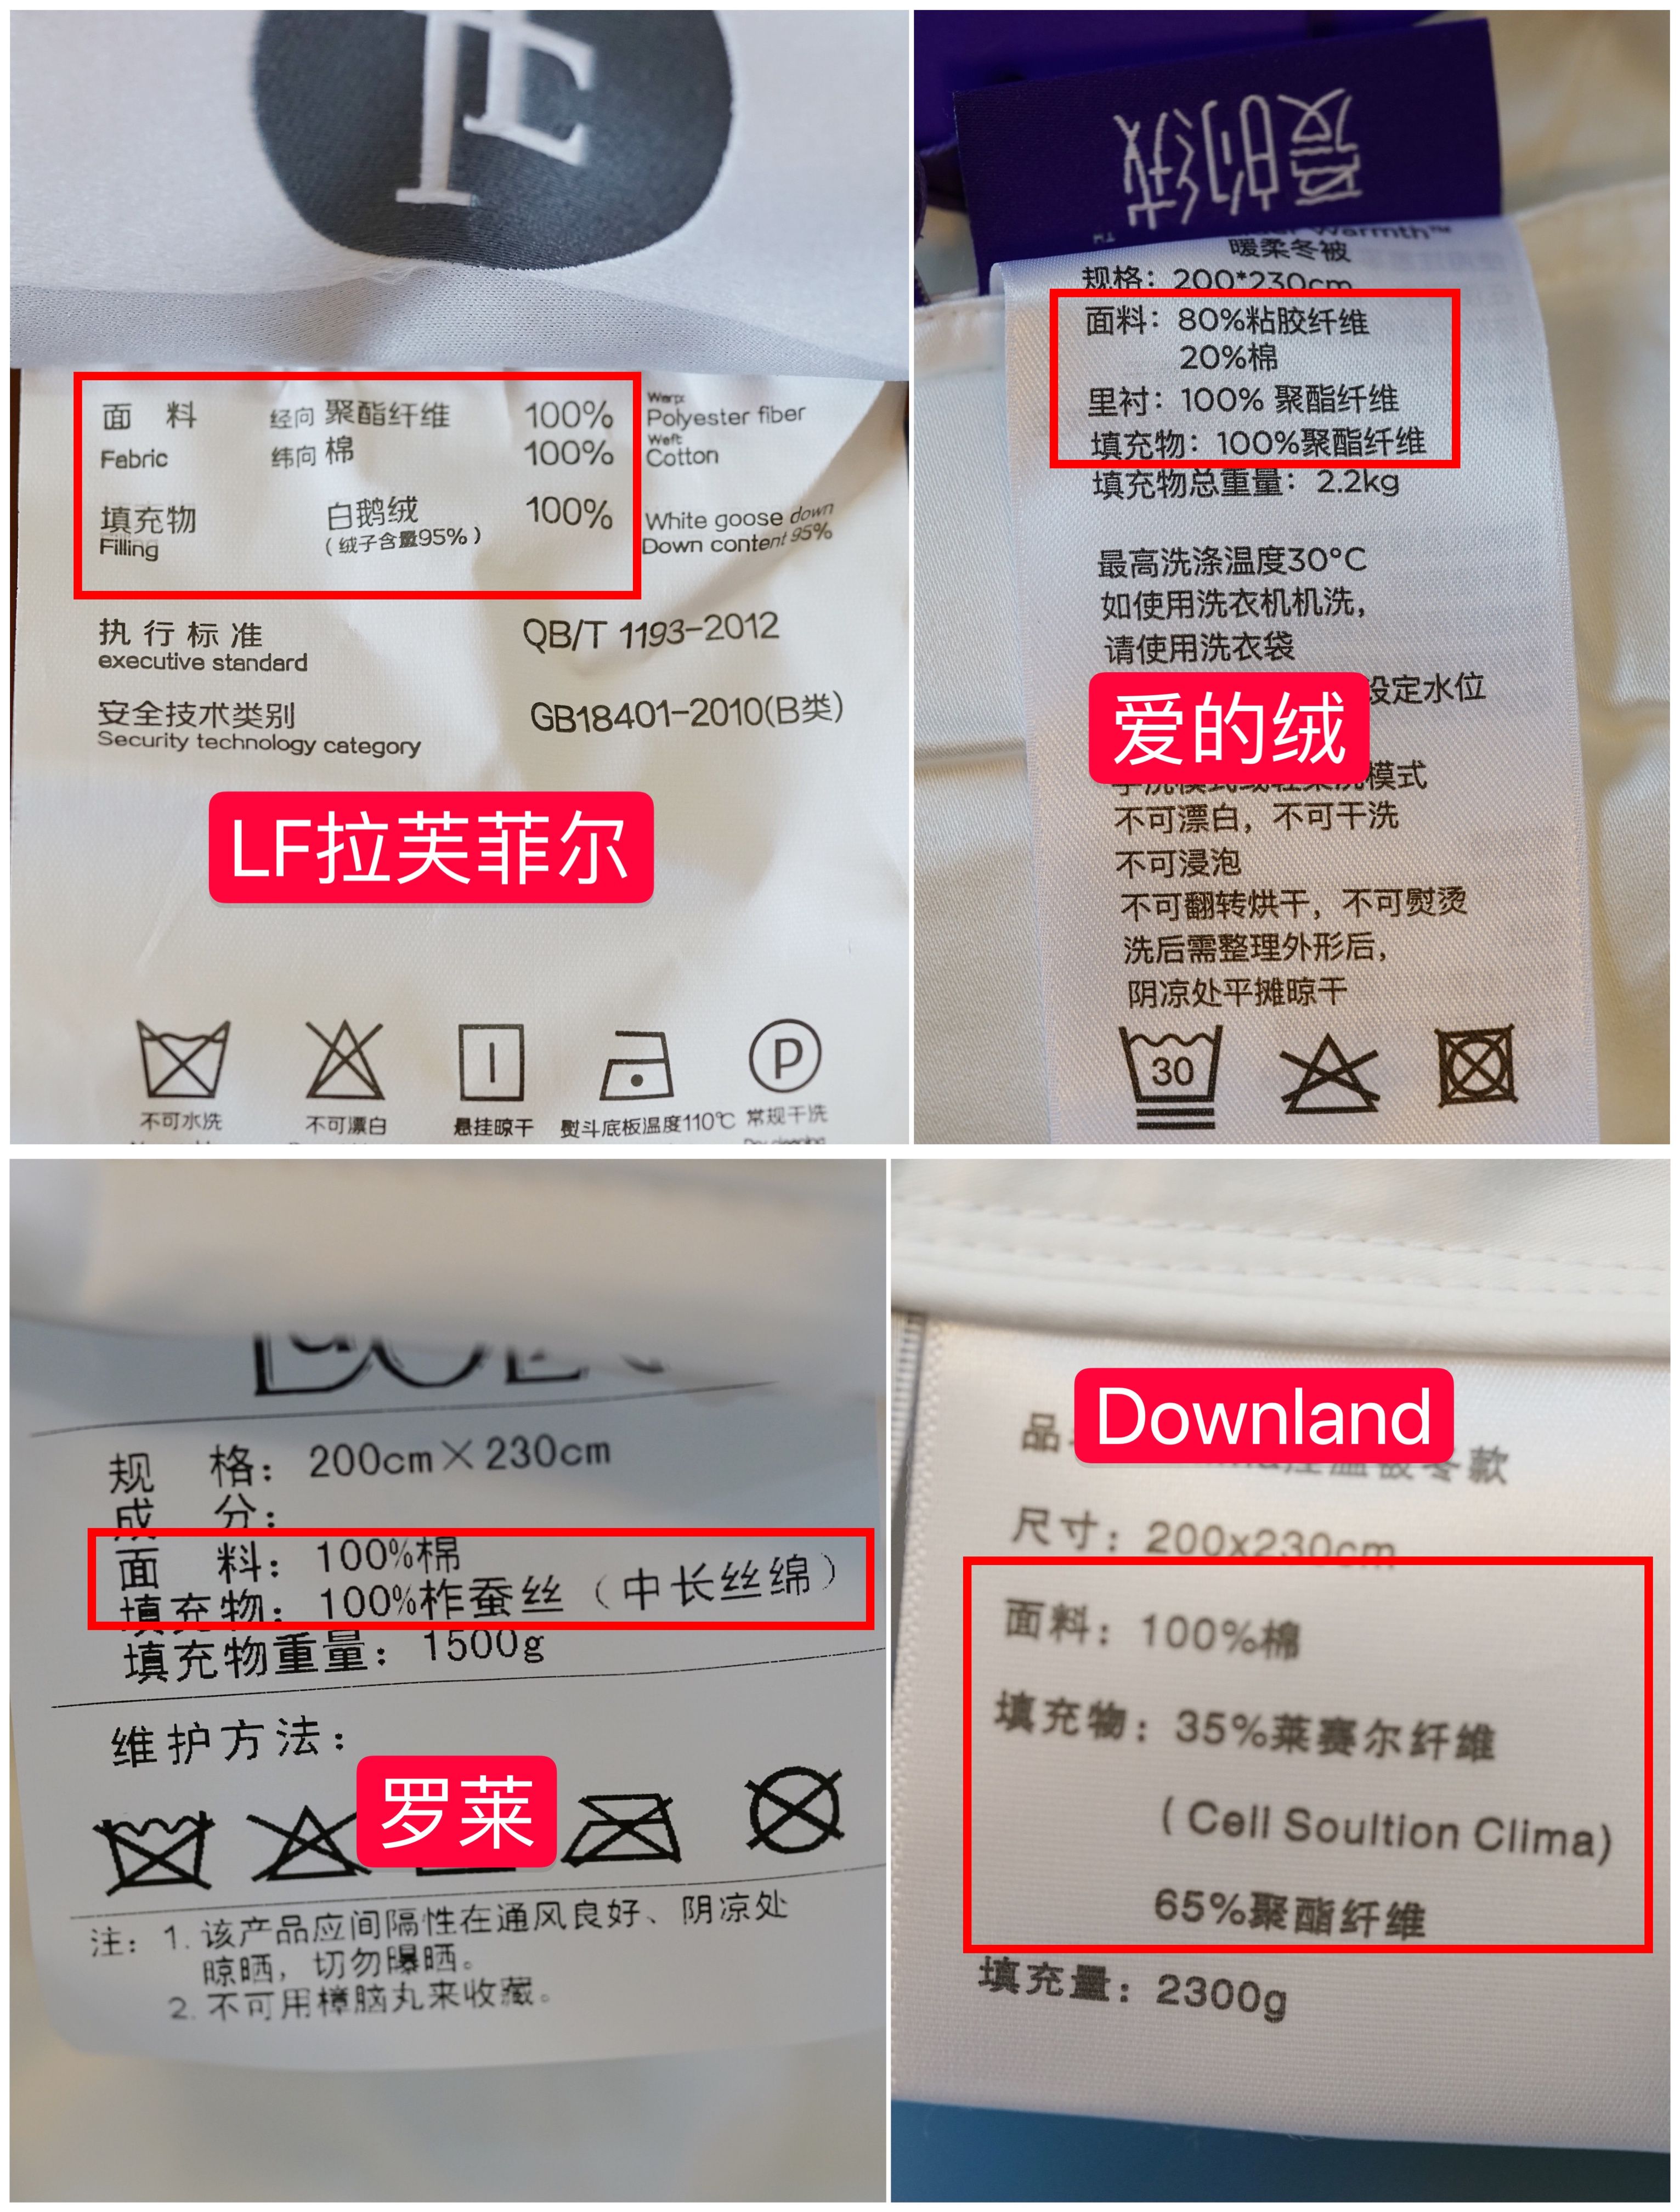 LF
面 料 经向 聚酯纤维 100% Warp: Polyester fiber
Fabric 纬向 棉 100% Weft: Cotton
填充物 白鹅绒 100% White goose down
Filling (绒子含量95%) Down content 95%
执行标准 QB/T 1193-2012
executive standard
安全技术类别 GB18401-2010(B类)
Security technology category
LF拉芙菲尔
不可水洗 不可漂白 悬挂晾干 熨斗底板温度110℃ 常规干洗
Dry cleaning
P
爱的绒
TM
Warmth™
暖柔冬被
规格：200*230cm
面料：80%粘胶纤维
20%棉
里衬：100% 聚酯纤维
填充物：100%聚酯纤维
填充物总重量：2.2kg
最高洗涤温度30°C
如使用洗衣机机洗，
请使用洗衣袋
设定水位
爱的绒
模式
不可漂白，不可干洗
不可浸泡
不可翻转烘干，不可熨烫
洗后需整理外形后，
阴凉处平摊晾干
30
规 格：200cm×230cm
成 分：
面 料：100%棉
填充物：100%柞蚕丝（中长丝绵）
填充物重量：1500g
维护方法：
罗莱
注：1. 该产品应间隔性在通风良好、阴凉处
晾晒，切勿曝晒。
2. 不可用樟脑丸来收藏。
Downland
品
控温被冬款
尺寸：200x230cm
面料：100%棉
填充物：35%莱赛尔纤维
( Cell Soultion Clima)
65%聚酯纤维
填充量：2300g